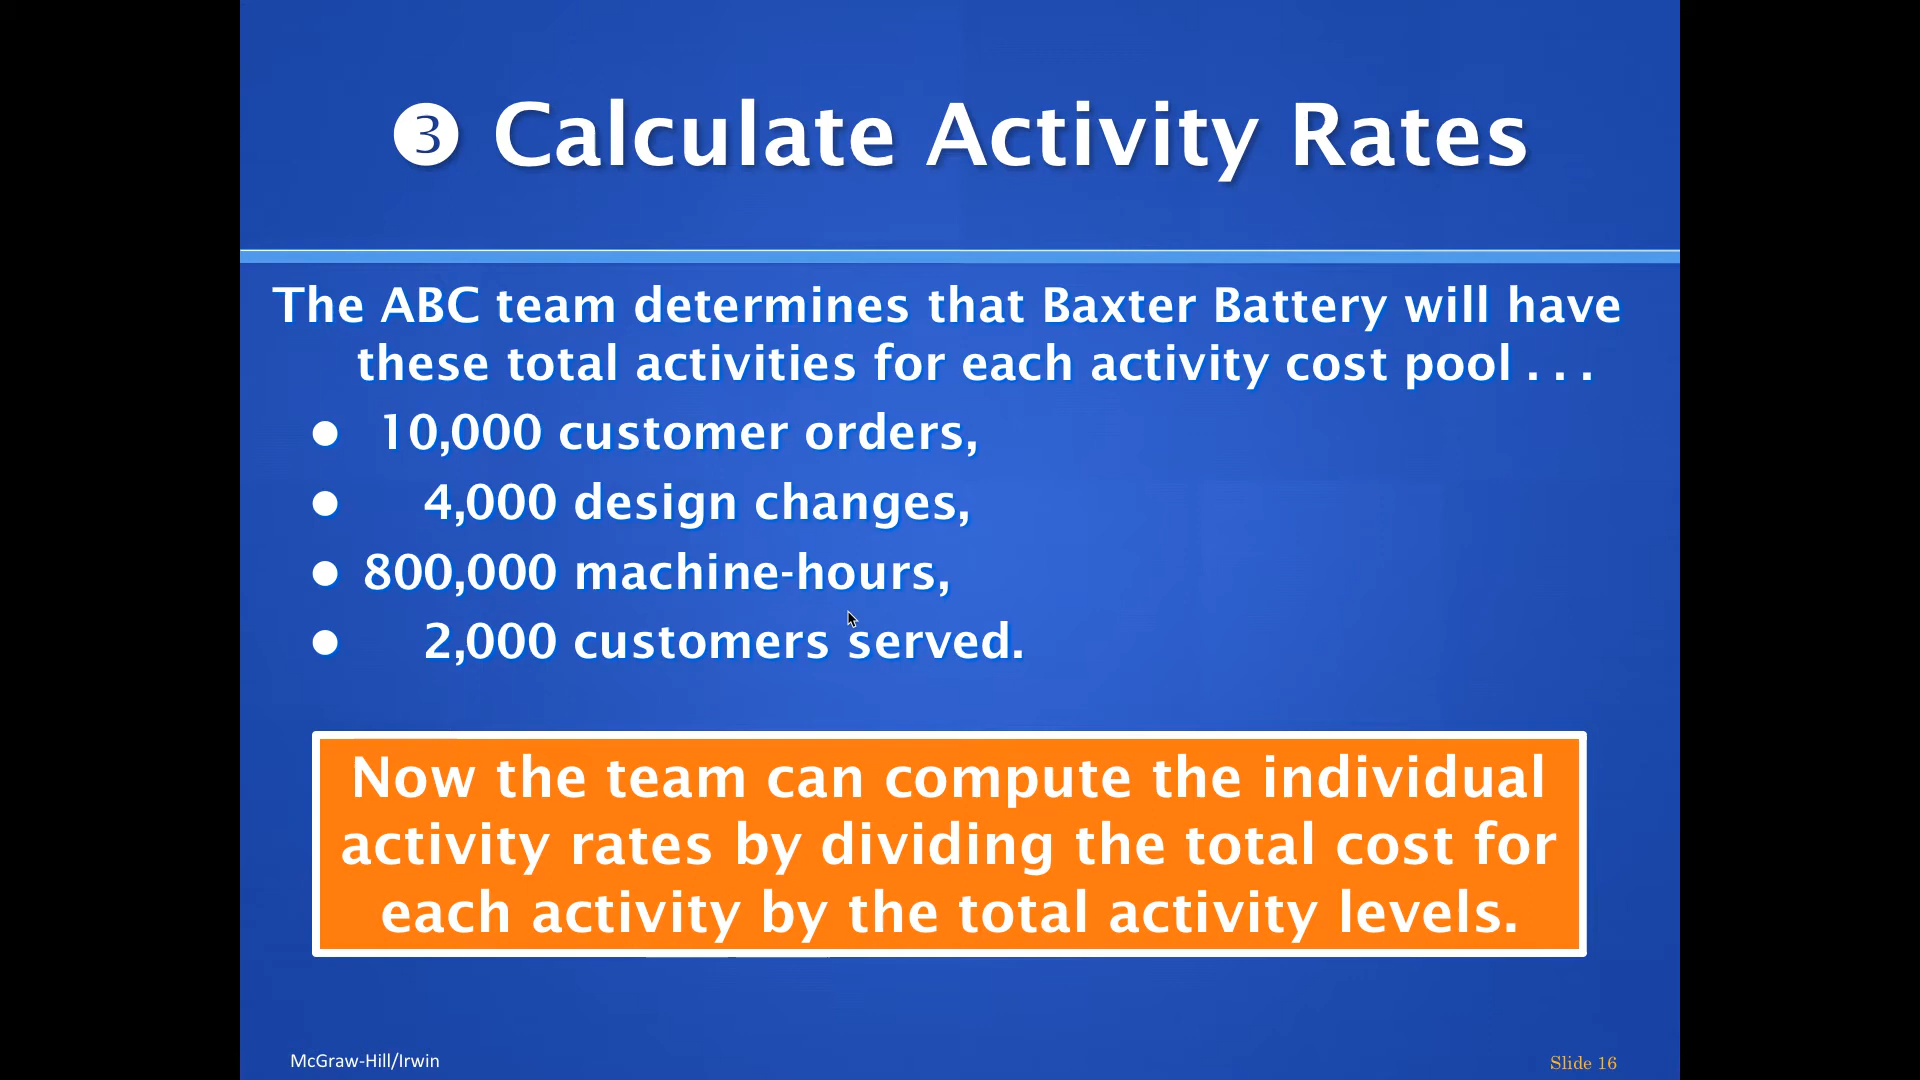 ❸ Calculate Activity Rates
The ABC team determines that Baxter Battery will have
these total activities for each activity cost pool . . .
● 10,000 customer orders,
● 4,000 design changes,
● 800,000 machine-hours,
● 2,000 customers served.
Now the team can compute the individual
activity rates by dividing the total cost for
each activity by the total activity levels.
McGraw-Hill/Irwin
Slide 16